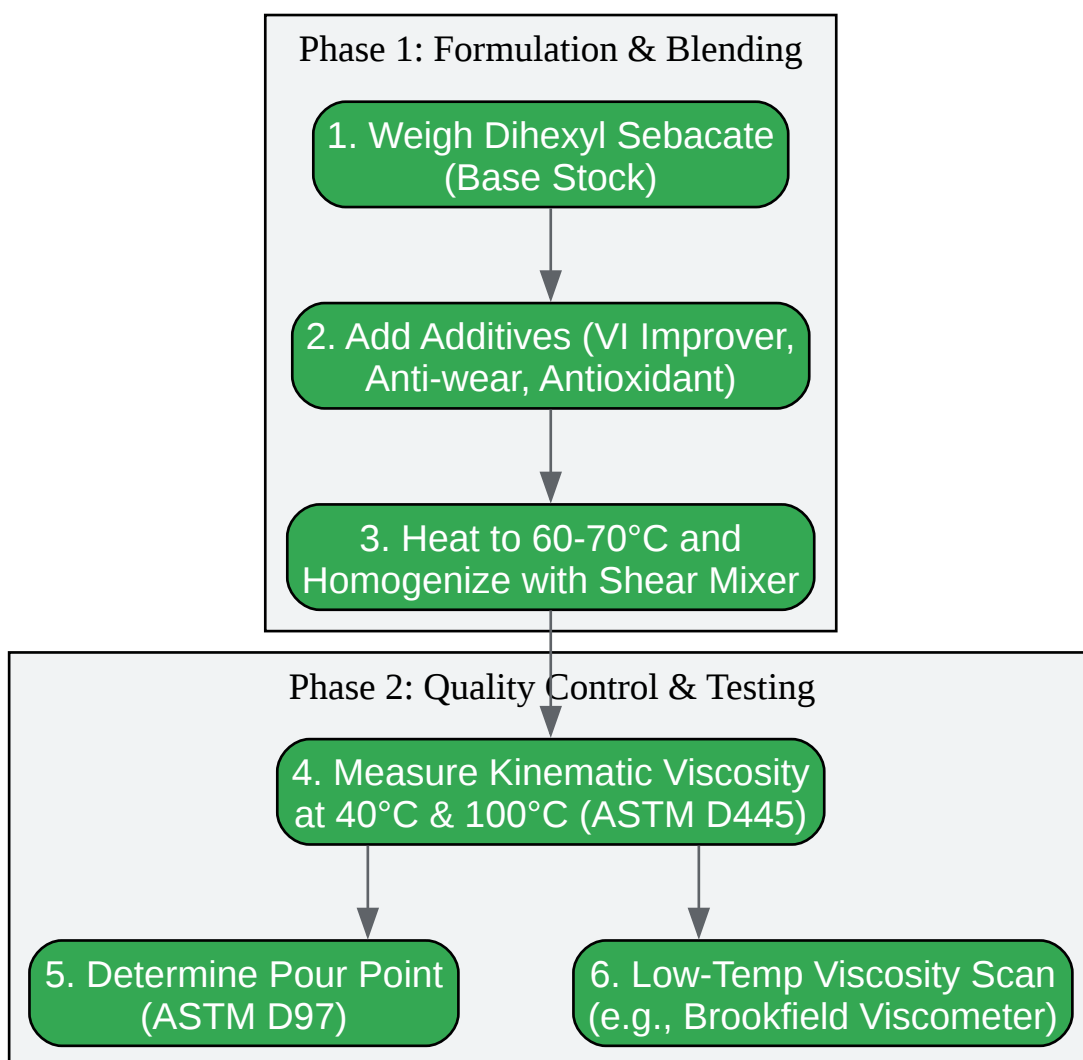 Phase 1: Formulation & Blending
1. Weigh Dihexyl Sebacate
(Base Stock)
2. Add Additives (VI Improver,
Anti-wear, Antioxidant)
3. Heat to 60-70°C and
Homogenize with Shear Mixer
Phase 2: Quality Control & Testing
4. Measure Kinematic Viscosity
at 40°C & 100°C (ASTM D445)
5. Determine Pour Point
(ASTM D97)
6. Low-Temp Viscosity Scan
(e.g., Brookfield Viscometer)